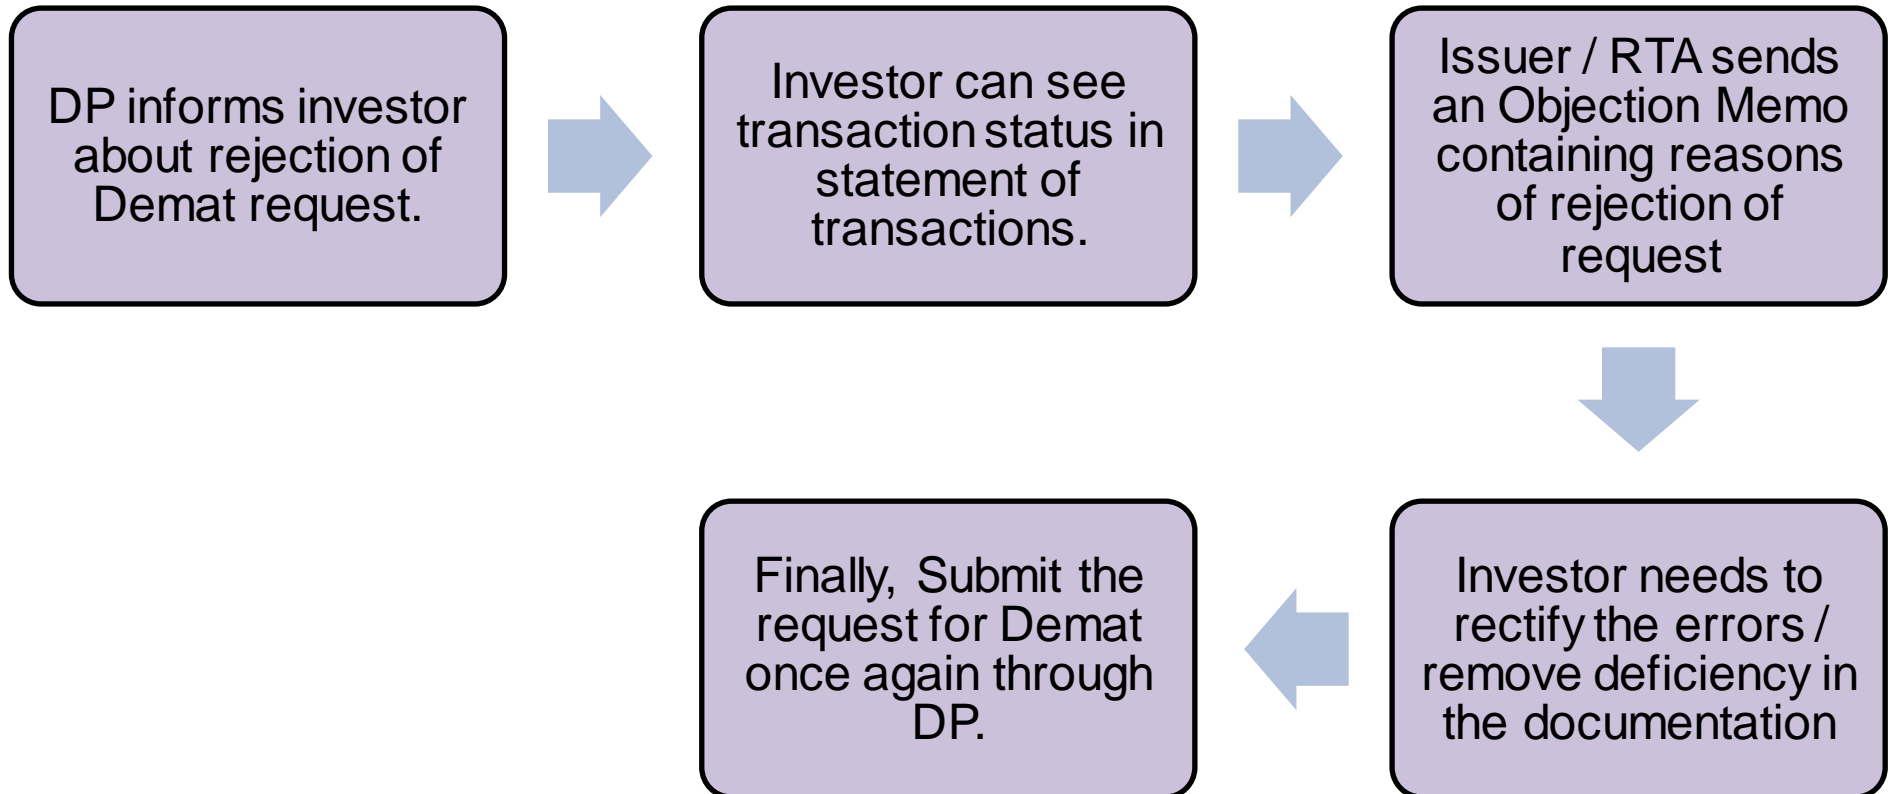 DP informs investor
about rejection of
Demat request.
Investor can see
transaction status in
statement of
transactions.
Issuer / RTA sends
an Objection Memo
containing reasons
of rejection of
request
Investor needs to
rectify the errors /
remove deficiency in
the documentation
Finally, Submit the
request for Demat
once again through
DP.